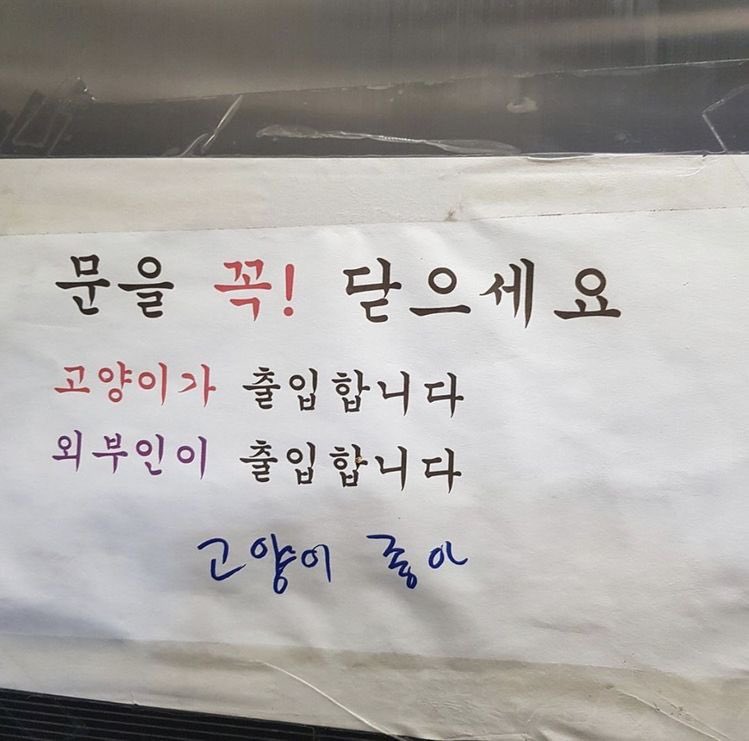 문을 꼭! 닫으세요
고양이가 출입합니다
외부인이 출입합니다
고양이 좋아